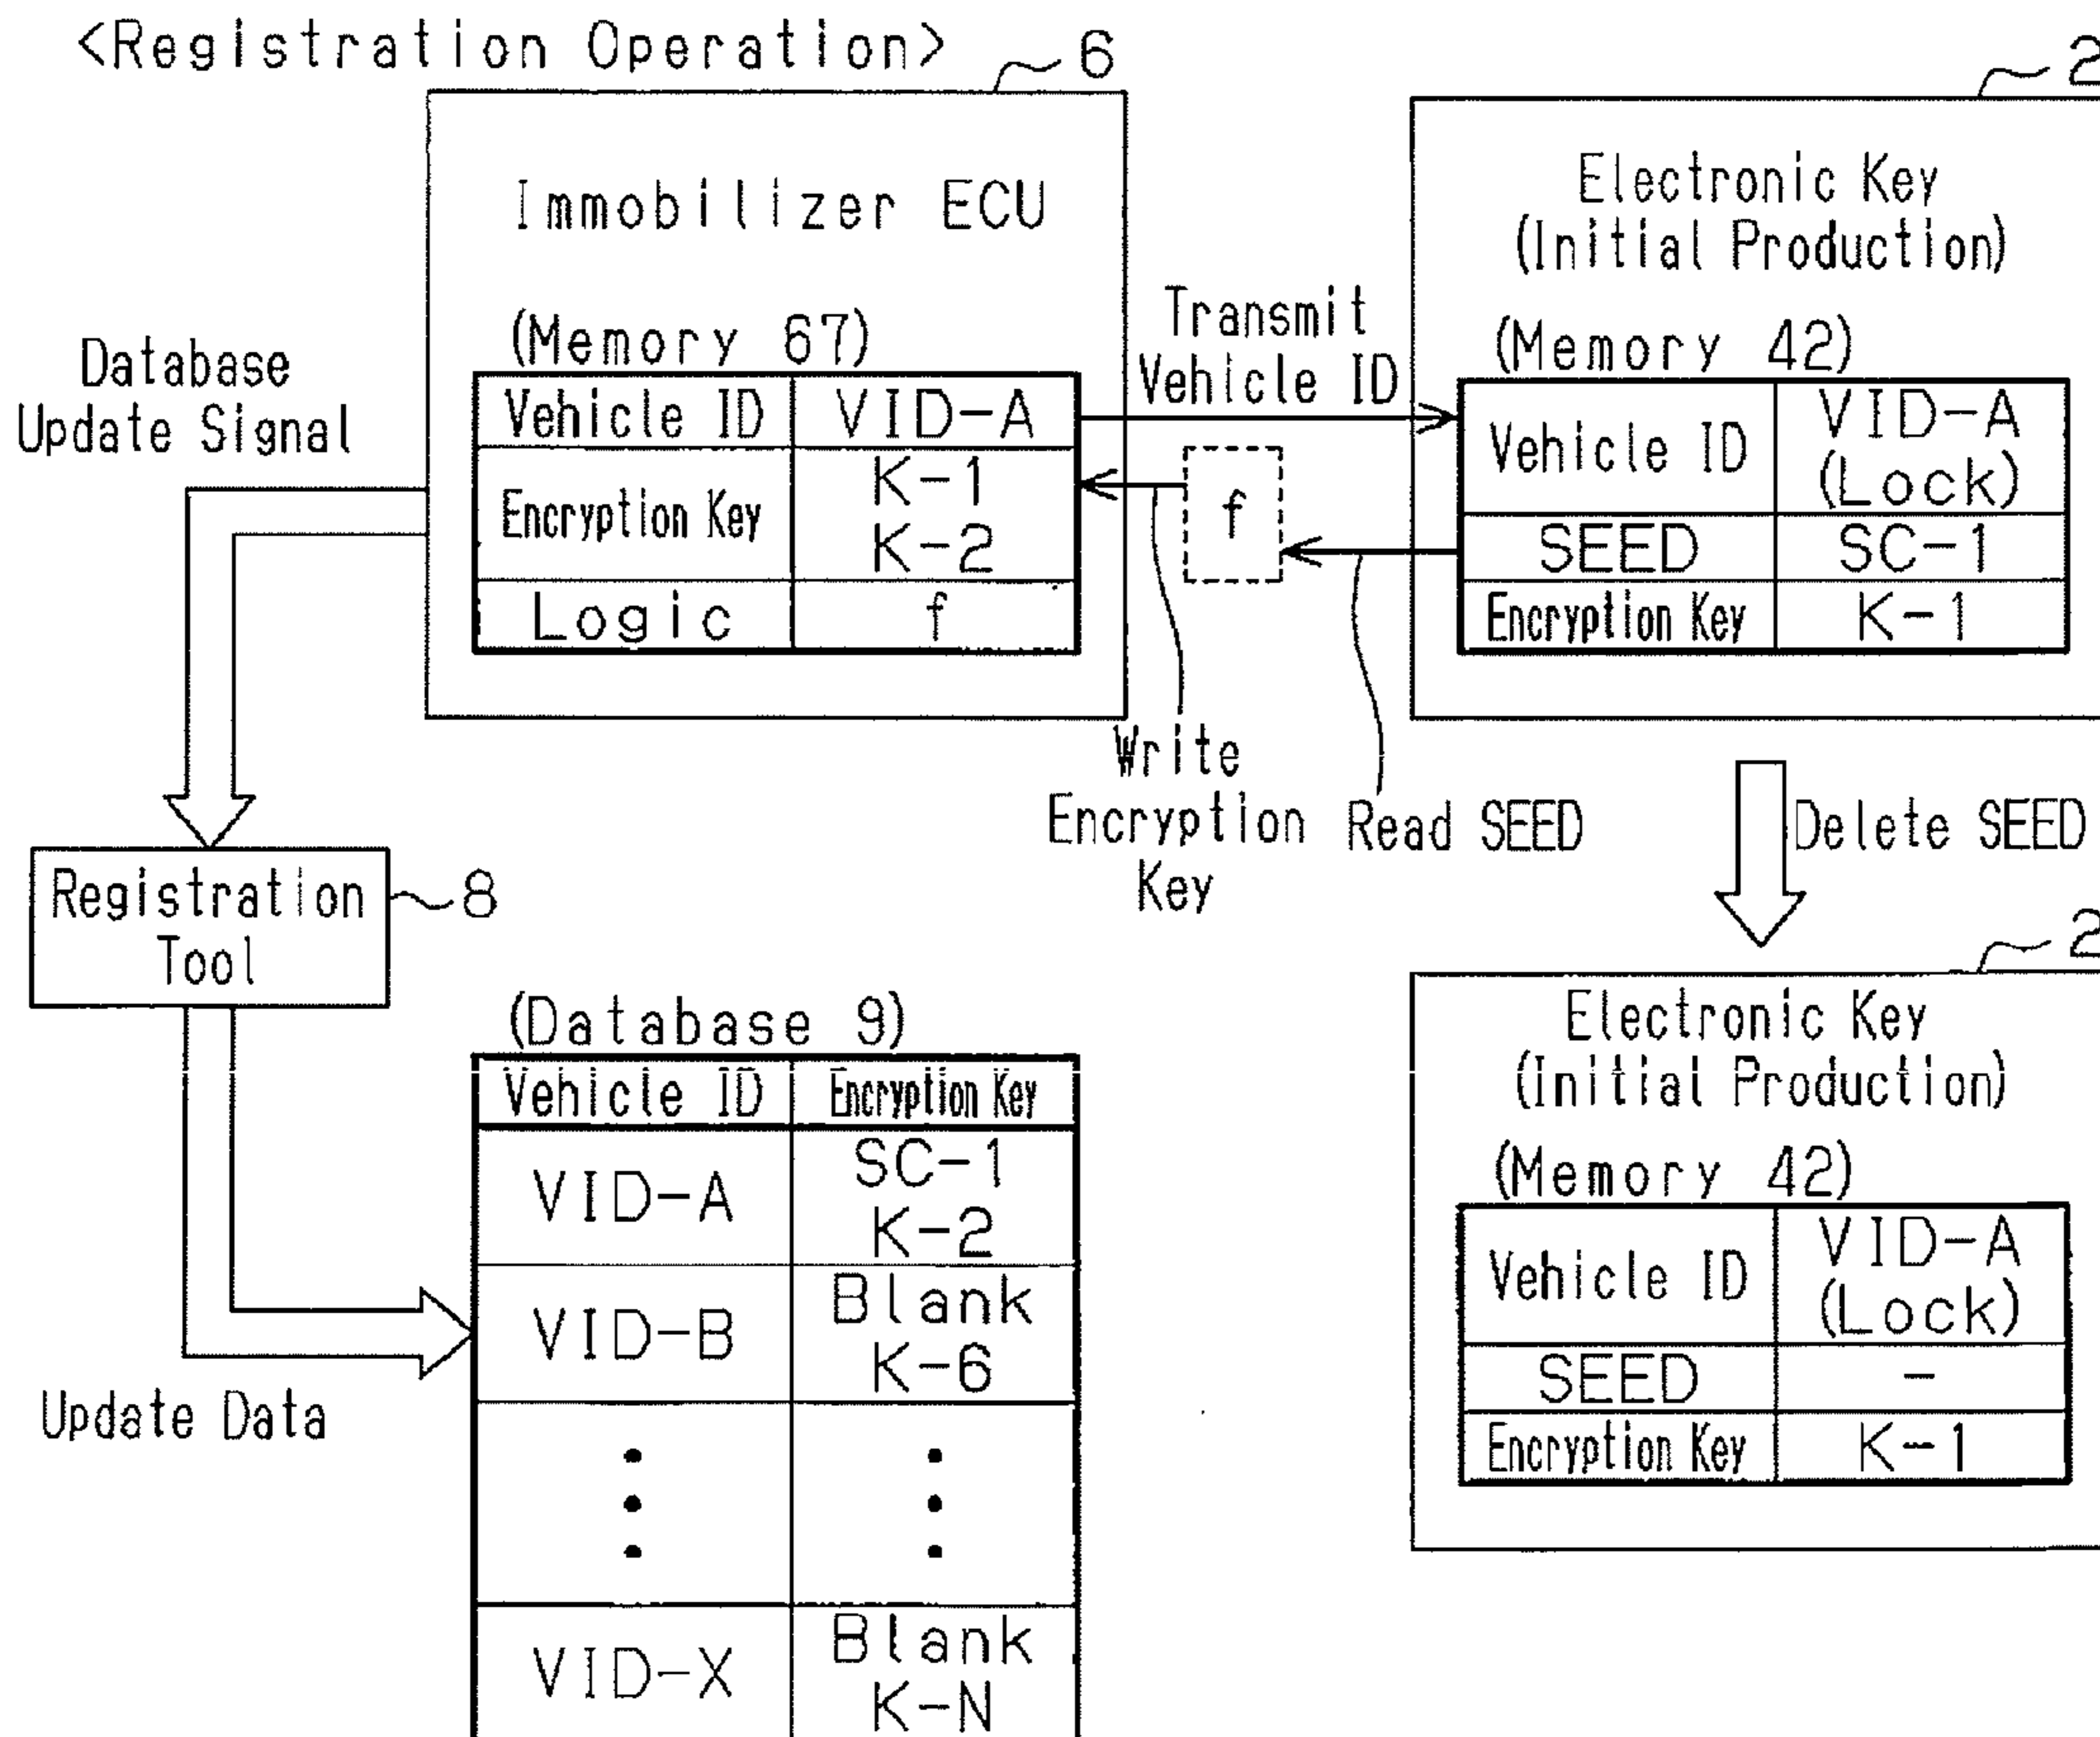 <Registration Operation>
6
2
Immobilizer ECU
(Memory 67)
Vehicle ID VID-A
Encryption Key K-1
K-2
Logic f
Transmit
Vehicle ID
f
Write
Encryption
Key
Read SEED
Electronic Key
(Initial Production)
(Memory 42)
Vehicle ID VID-A
(Lock)
SEED SC-1
Encryption Key K-1
Database
Update Signal
Registration
Tool
8
Update Data
Delete SEED
2
(Database 9)
Vehicle ID Encryption Key
VID-A SC-1
K-2
VID-B Blank
K-6
VID-X Blank
K-N
Electronic Key
(Initial Production)
(Memory 42)
Vehicle ID VID-A
(Lock)
SEED -
Encryption Key K-1